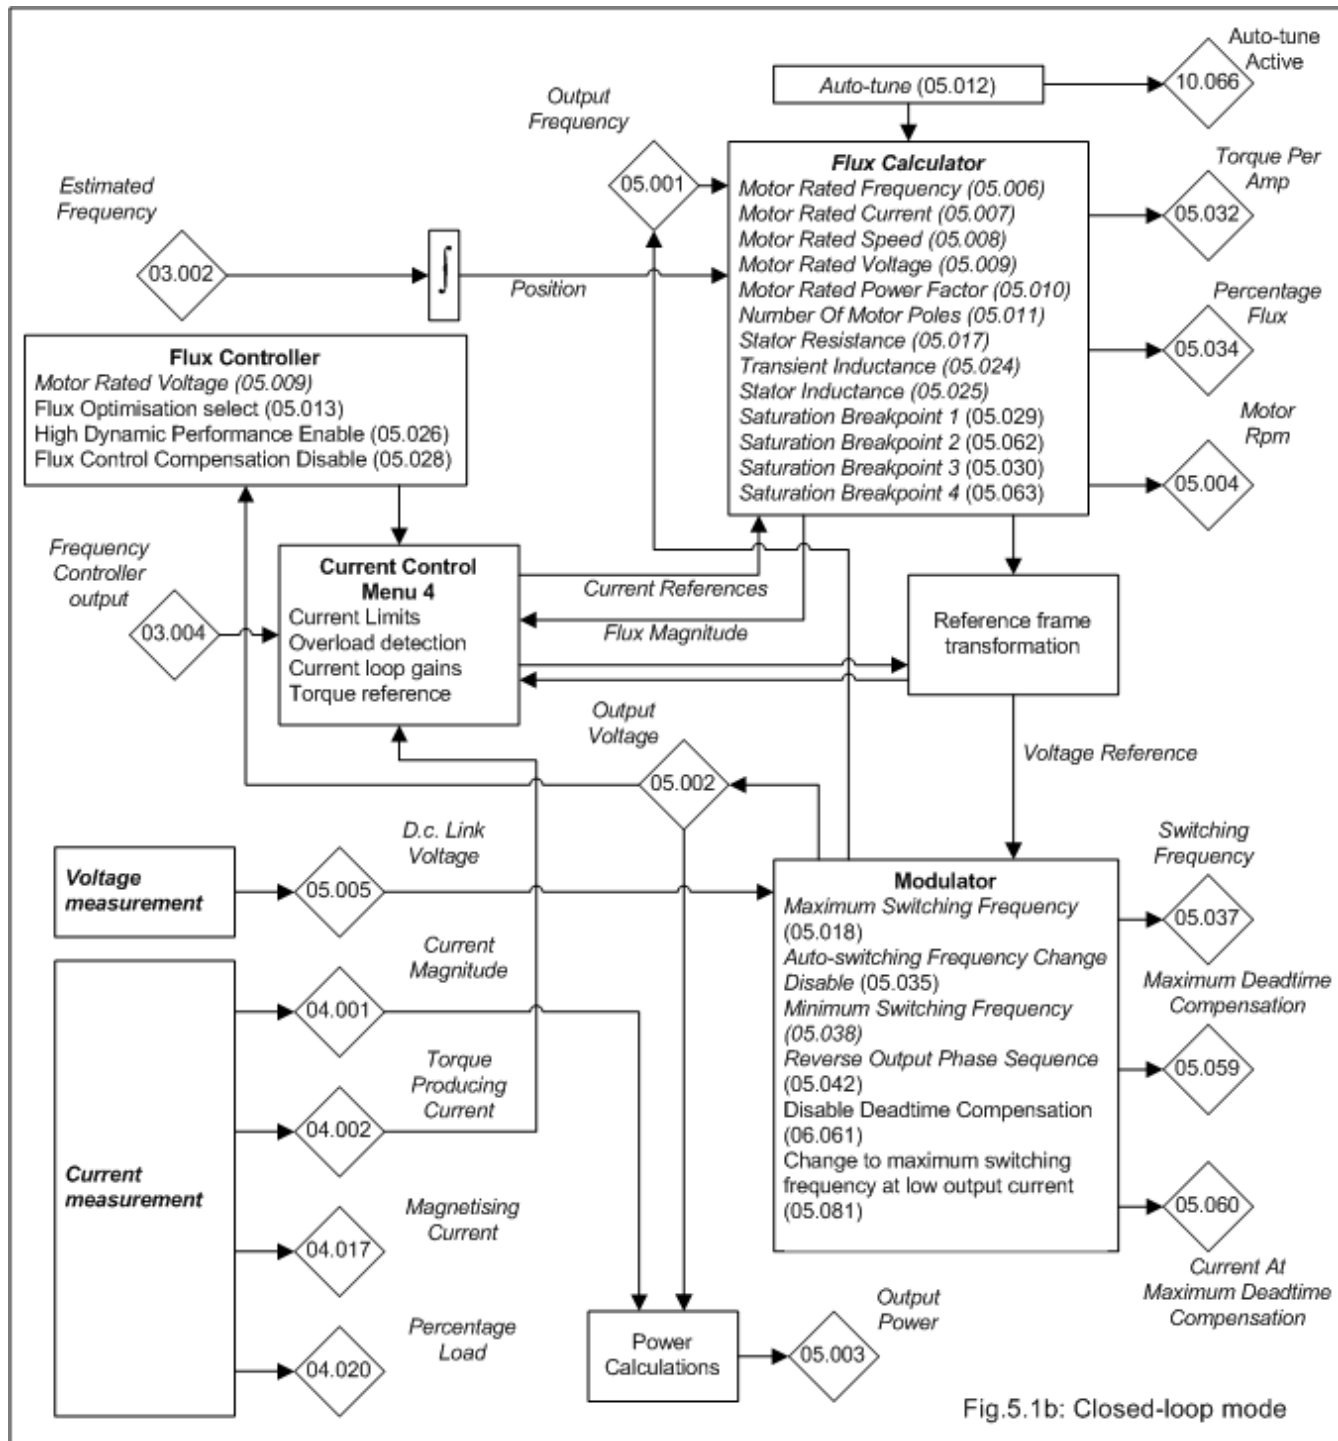 Auto-tune
Active
Auto-tune (05.012)
10.066
Output
Frequency
05.001
Estimated
Frequency
03.002
∫
Position
Flux Calculator
Motor Rated Frequency (05.006)
Motor Rated Current (05.007)
Motor Rated Speed (05.008)
Motor Rated Voltage (05.009)
Motor Rated Power Factor (05.010)
Number Of Motor Poles (05.011)
Stator Resistance (05.017)
Transient Inductance (05.024)
Stator Inductance (05.025)
Saturation Breakpoint 1 (05.029)
Saturation Breakpoint 2 (05.062)
Saturation Breakpoint 3 (05.030)
Saturation Breakpoint 4 (05.063)
Torque Per
Amp
05.032
Percentage
Flux
05.034
Motor
Rpm
05.004
Flux Controller
Motor Rated Voltage (05.009)
Flux Optimisation select (05.013)
High Dynamic Performance Enable (05.026)
Flux Control Compensation Disable (05.028)
Frequency
Controller
output
03.004
Current Control
Menu 4
Current Limits
Overload detection
Current loop gains
Torque reference
Current References
Flux Magnitude
Reference frame
transformation
Output
Voltage
05.002
Voltage Reference
Voltage
measurement
D.c. Link
Voltage
05.005
Current
measurement
Current
Magnitude
04.001
Torque
Producing
Current
04.002
Magnetising
Current
04.017
Percentage
Load
04.020
Modulator
Maximum Switching Frequency
(05.018)
Auto-switching Frequency Change
Disable (05.035)
Minimum Switching Frequency
(05.038)
Reverse Output Phase Sequence
(05.042)
Disable Deadtime Compensation
(06.061)
Change to maximum switching
frequency at low output current
(05.081)
Switching
Frequency
05.037
Maximum Deadtime
Compensation
05.059
05.060
Current At
Maximum Deadtime
Compensation
Power
Calculations
Output
Power
05.003
Fig.5.1b: Closed-loop mode